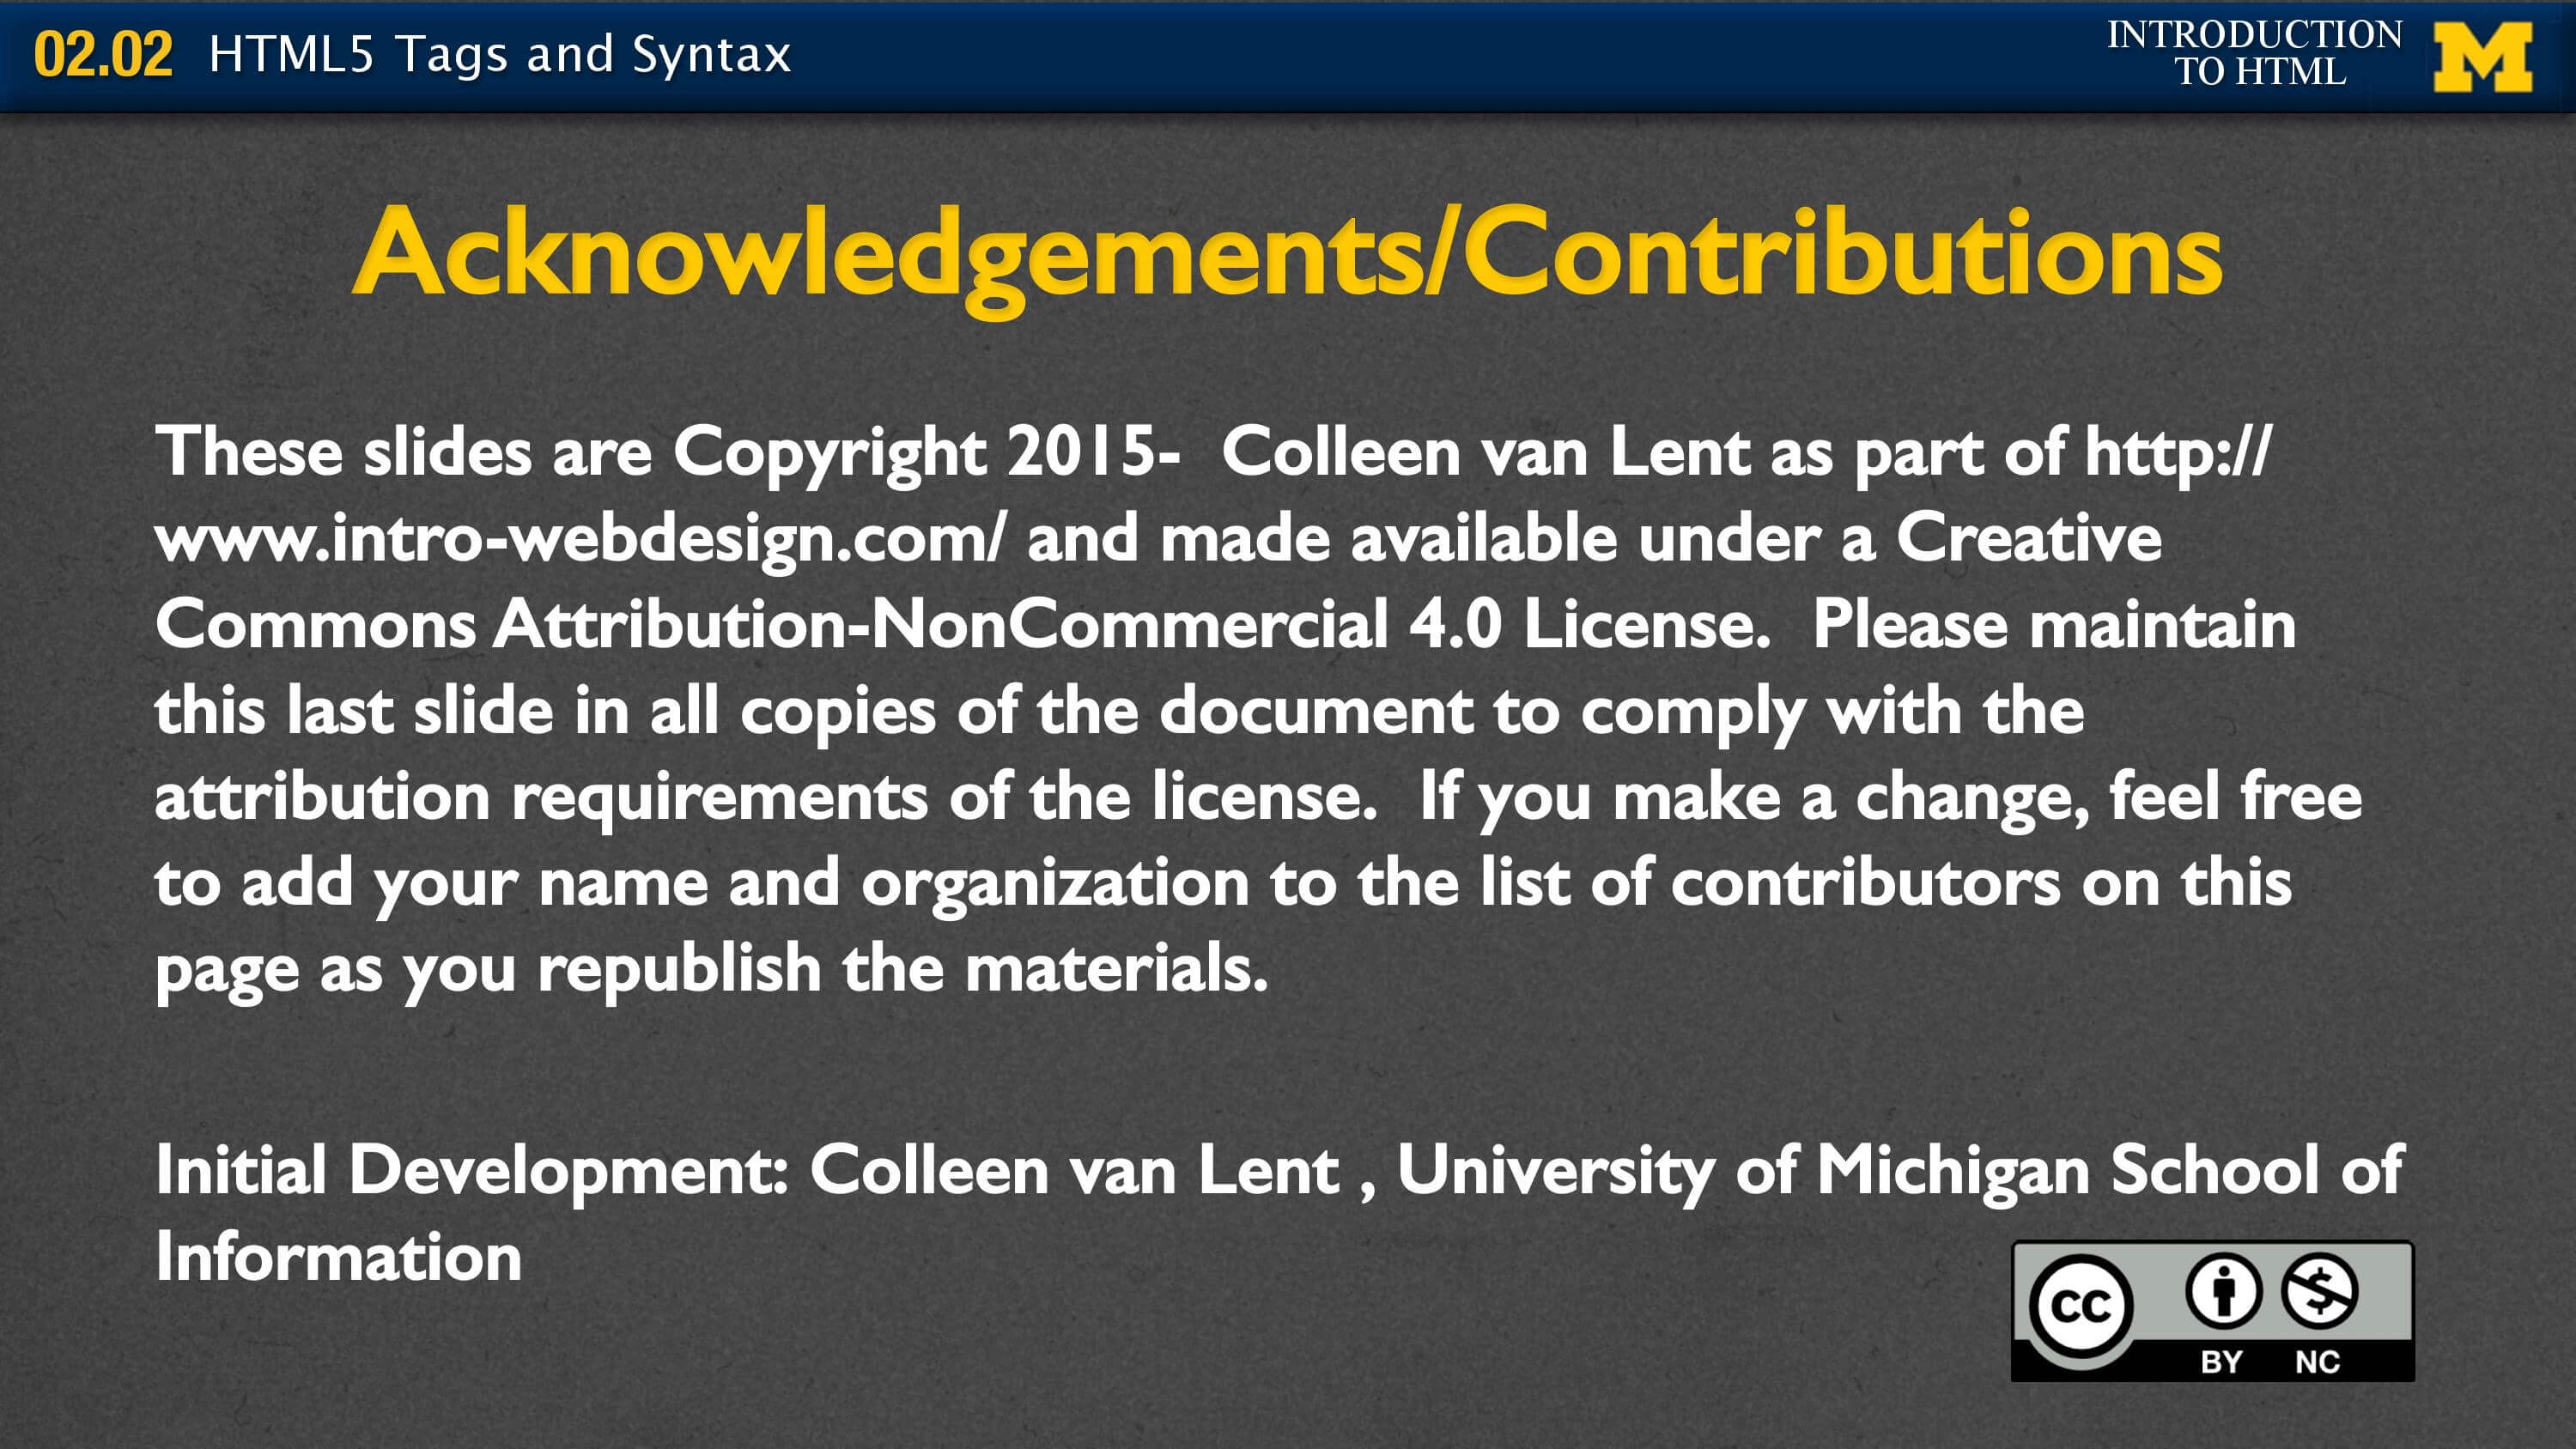 02.02 HTML5 Tags and Syntax
INTRODUCTION
TO HTML
M
Acknowledgements/Contributions
These slides are Copyright 2015-  Colleen van Lent as part of http://
www.intro-webdesign.com/ and made available under a Creative
Commons Attribution-NonCommercial 4.0 License.  Please maintain
this last slide in all copies of the document to comply with the
attribution requirements of the license.  If you make a change, feel free
to add your name and organization to the list of contributors on this
page as you republish the materials.
Initial Development: Colleen van Lent , University of Michigan School of
Information
cc
BY NC